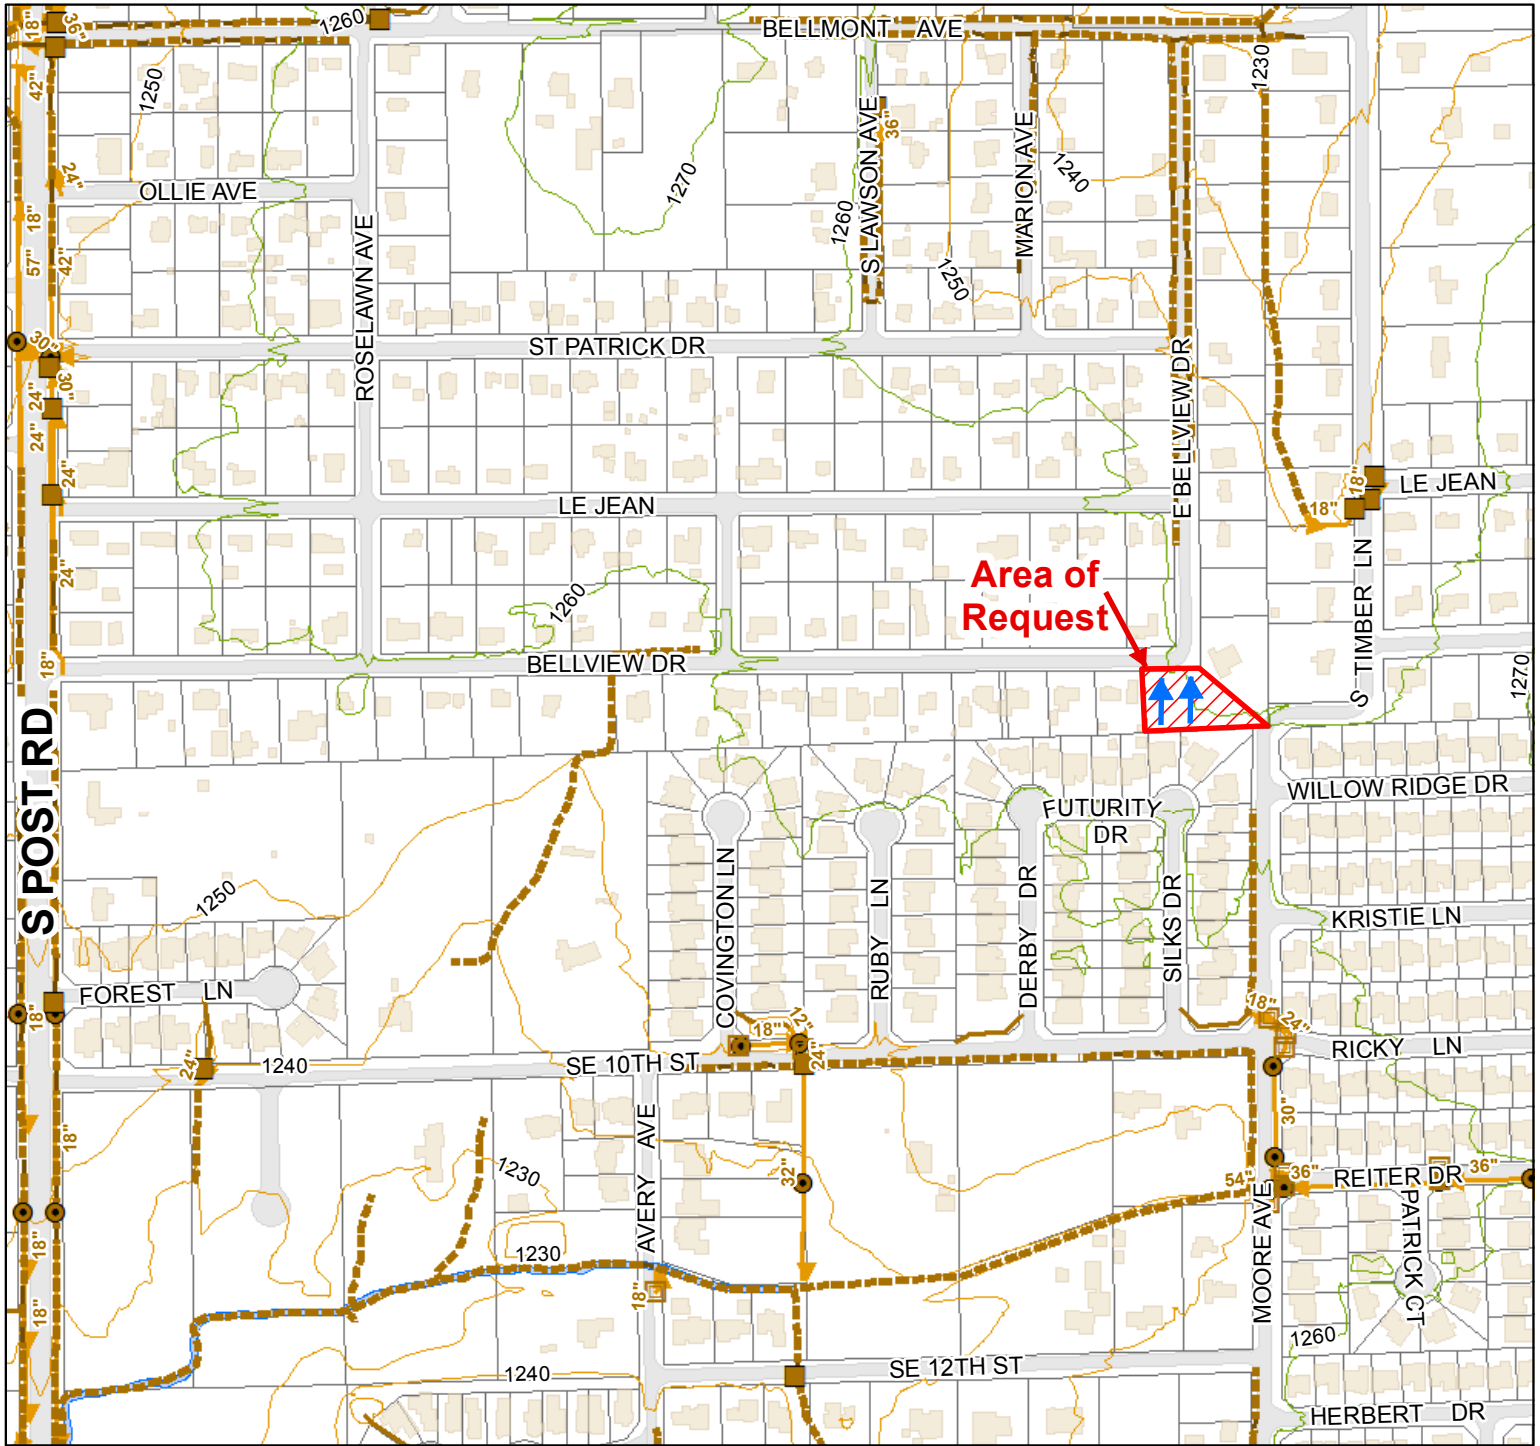 1260
BELLMONT AVE
18"
36"
42"
1250
1230
36"
S LAWSON AVE
MARION AVE
1240
24"
OLLIE AVE
1270
18"
1260
ROSELAWN AVE
57"
42"
1250
30"
ST PATRICK DR
E BELLVIEW DR
30"
24"
24"
24"
LE JEAN
18"
18"
LE JEAN
24"
1260
Area of
Request
S TIMBER LN
18"
BELLVIEW DR
1270
S POST RD
WILLOW RIDGE DR
FUTURITY
DR
1250
COVINGTON LN
RUBY LN
DERBY DR
SILKS DR
KRISTIE LN
FOREST LN
18"
18"
12"
18"
24"
24"
24"
1240
SE 10TH ST
RICKY LN
18"
AVERY AVE
30"
1230
32"
54"
36"
REITER DR
36"
MOORE AVE
PATRICK CT
18"
1230
18"
18"
1260
1240
SE 12TH ST
HERBERT DR